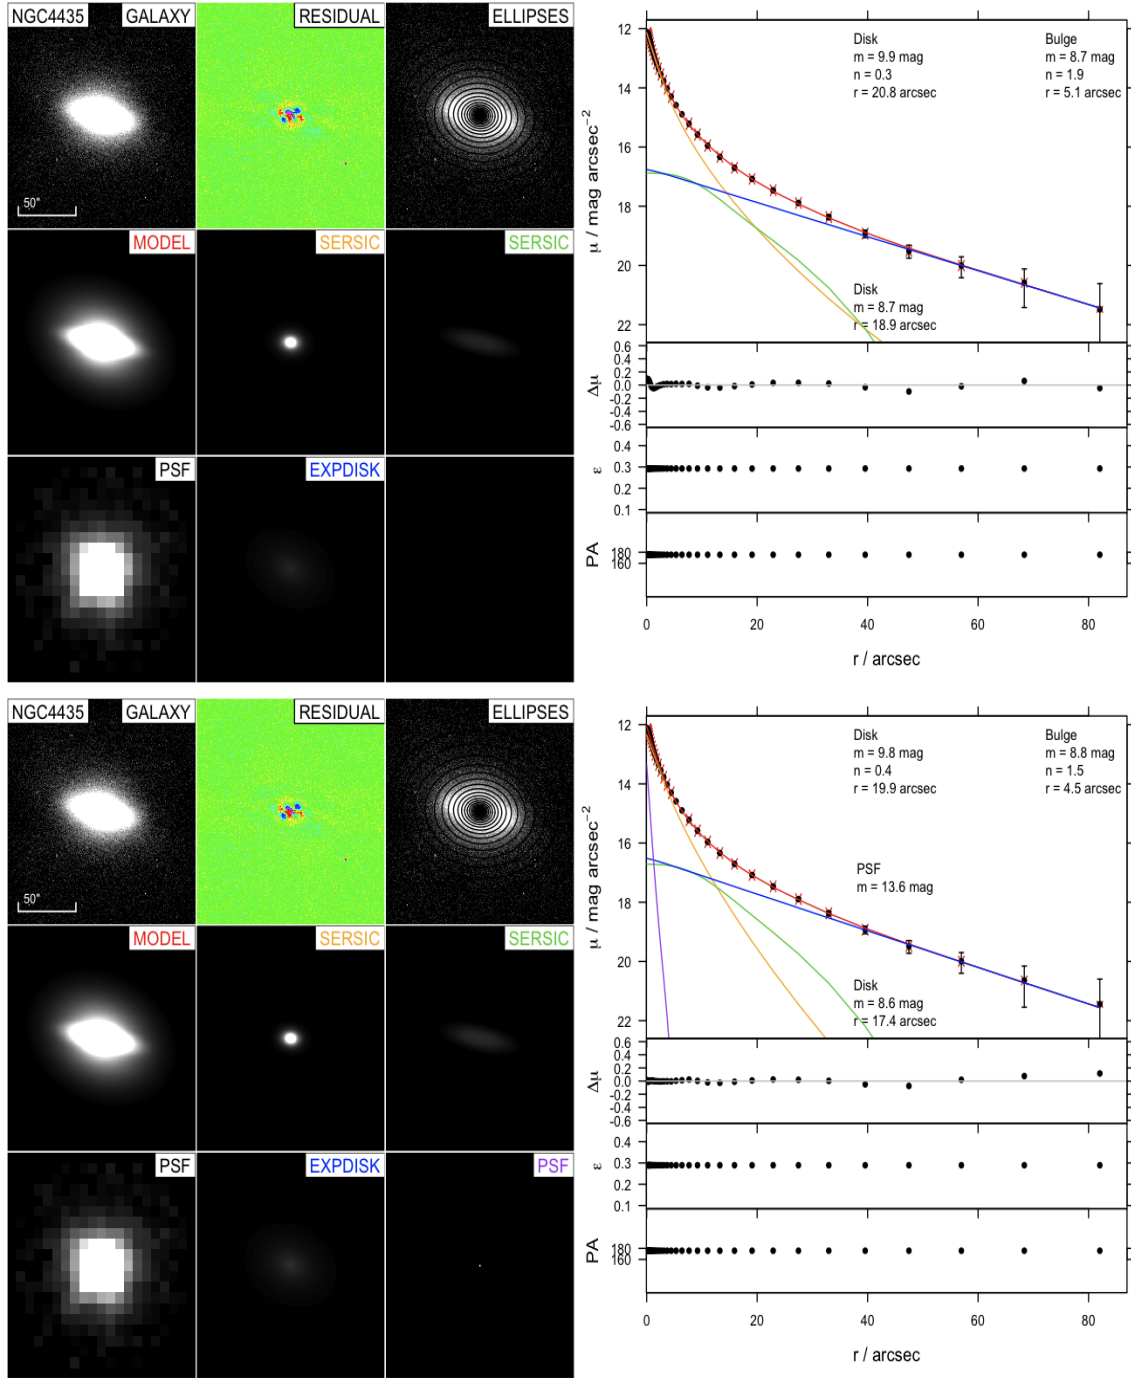 NGC4435 GALAXY RESIDUAL ELLIPSES
50"
MODEL SERSIC SERSIC
PSF EXPDISK
12
14
16
18
20
22
μ / mag arcsec−2
Disk
m = 9.9 mag
n = 0.3
r = 20.8 arcsec
Bulge
m = 8.7 mag
n = 1.9
r = 5.1 arcsec
Disk
m = 8.7 mag
r = 18.9 arcsec
0.6
0.4
0.2
0.0
-0.2
-0.4
-0.6
Δμ
0.4
0.3
0.2
0.1
ε
180
160
PA
0 20 40 60 80
r / arcsec
NGC4435 GALAXY RESIDUAL ELLIPSES
50"
MODEL SERSIC SERSIC
PSF EXPDISK PSF
12
14
16
18
20
22
μ / mag arcsec−2
Disk
m = 9.8 mag
n = 0.4
r = 19.9 arcsec
Bulge
m = 8.8 mag
n = 1.5
r = 4.5 arcsec
PSF
m = 13.6 mag
Disk
m = 8.6 mag
r = 17.4 arcsec
0.6
0.4
0.2
0.0
-0.2
-0.4
-0.6
Δμ
0.4
0.3
0.2
0.1
ε
180
160
PA
0 20 40 60 80
r / arcsec